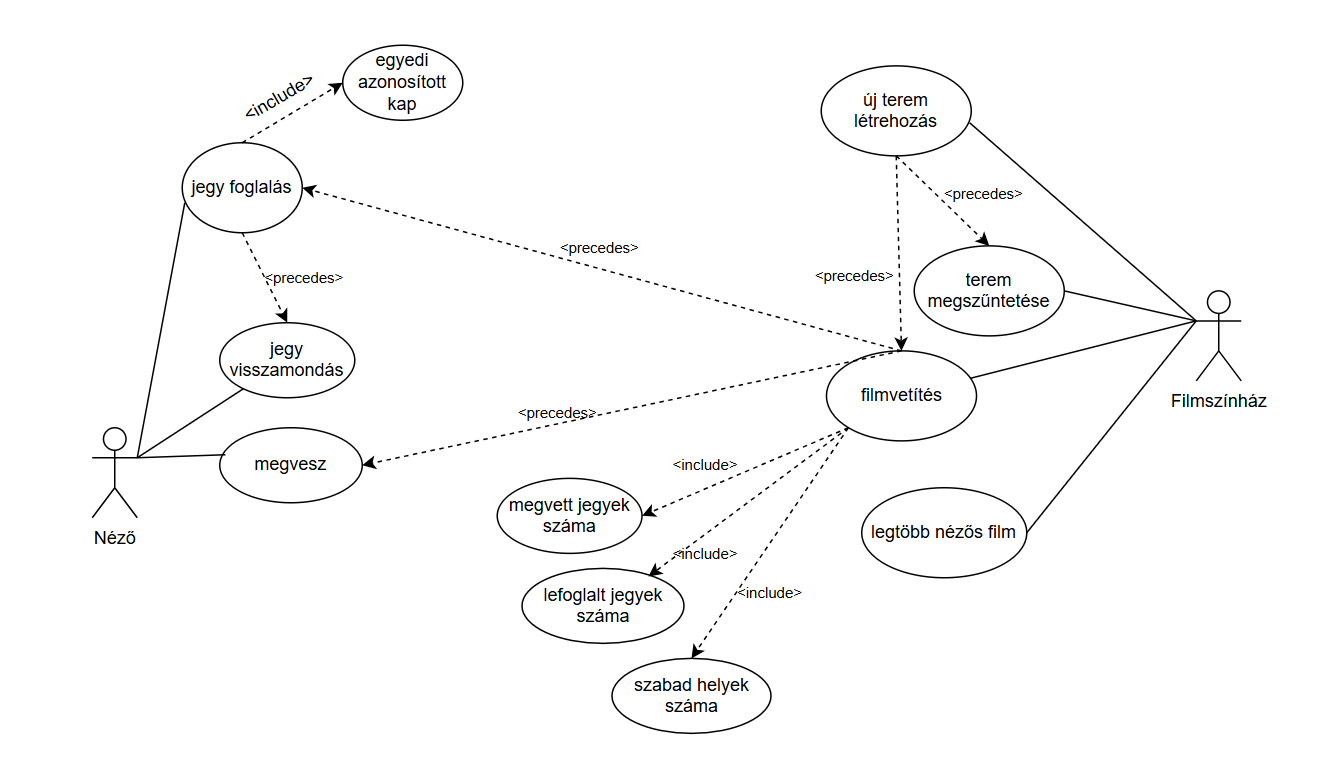 egyedi
azonosított
kap
<include>
új terem
létrehozás
jegy foglalás
<precedes>
<precedes>
<precedes>
<precedes>
terem
megszűntetése
jegy
visszamondás
filmvetítés
Filmszínház
<precedes>
megvesz
<include>
megvett jegyek
száma
legtöbb nézős film
Néző
<include>
lefoglalt jegyek
száma
<include>
szabad helyek
száma